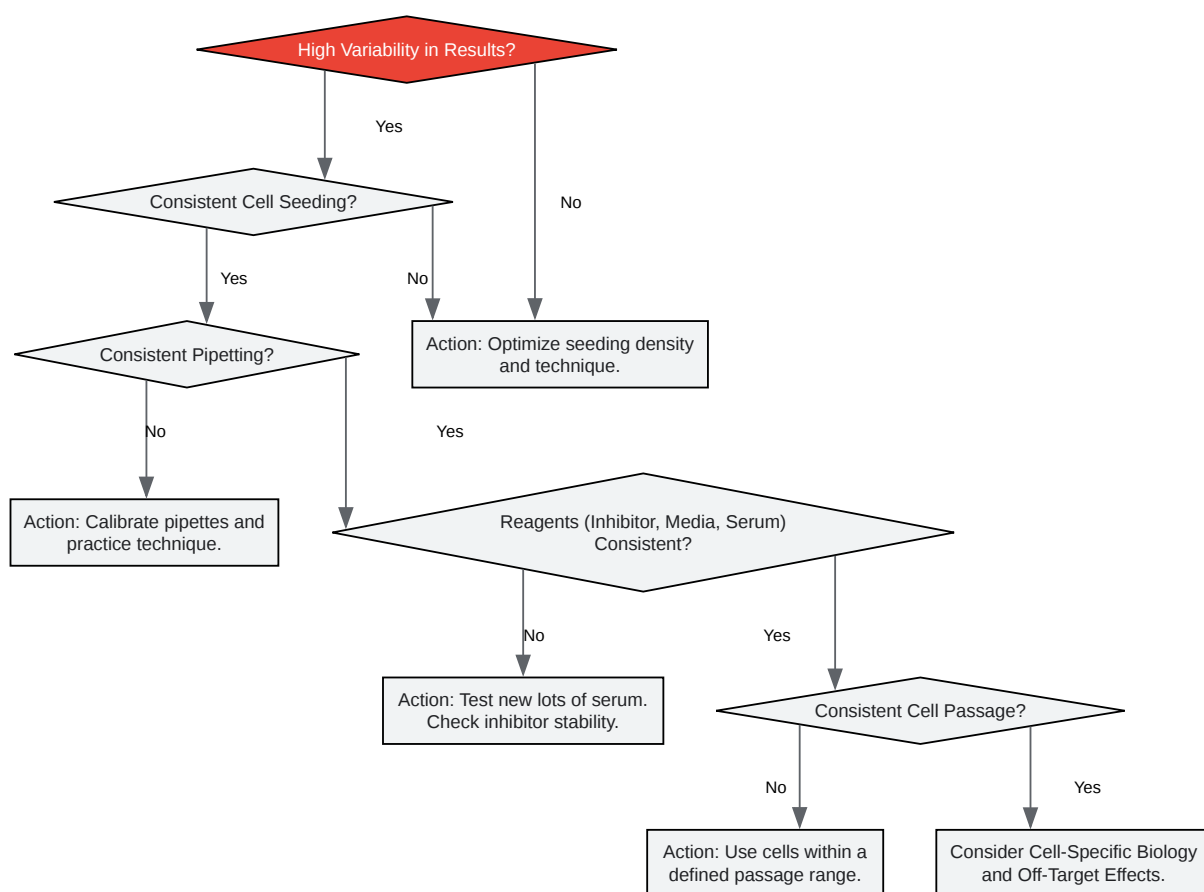 High Variability in Results?
Yes
Consistent Cell Seeding?
No
No
Yes
Action: Optimize seeding density
and technique.
Consistent Pipetting?
No
Yes
Action: Calibrate pipettes and
practice technique.
Reagents (Inhibitor, Media, Serum)
Consistent?
No
Yes
Action: Test new lots of serum.
Check inhibitor stability.
Consistent Cell Passage?
No
Yes
Action: Use cells within a
defined passage range.
Consider Cell-Specific Biology
and Off-Target Effects.